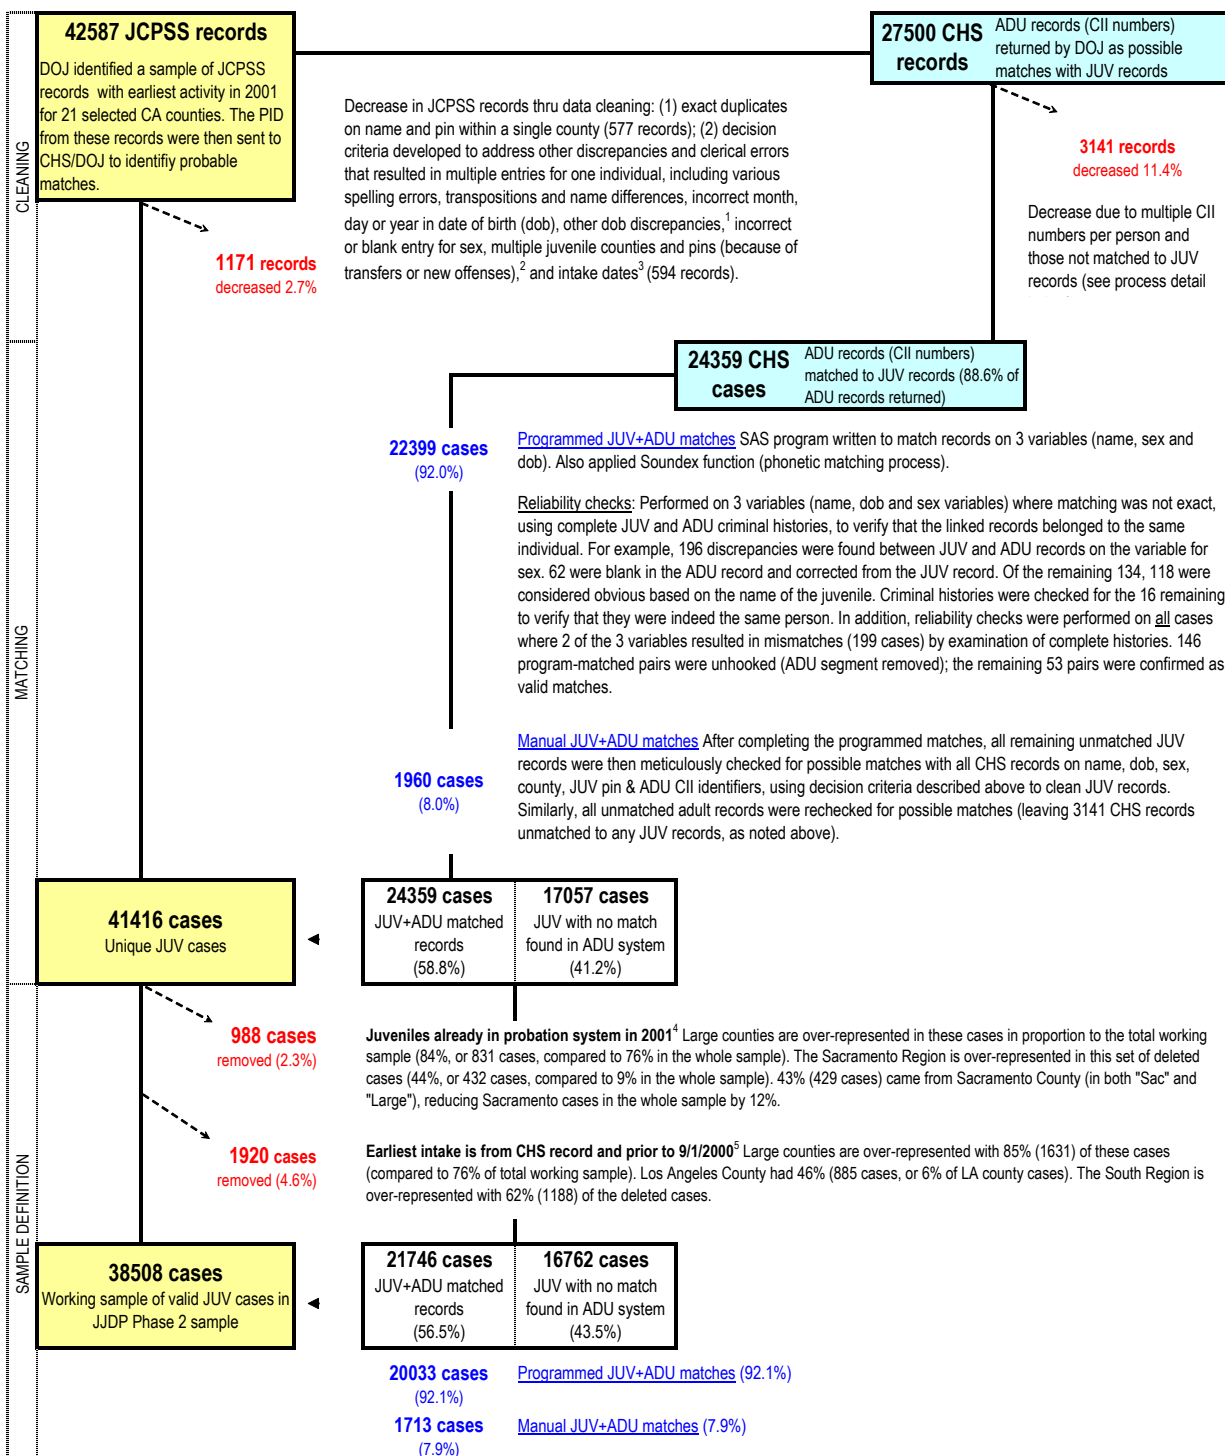 CLEANING
42587 JCPSS records
DOJ identified a sample of JCPSS
records with earliest activity in 2001
for 21 selected CA counties. The PID
from these records were then sent to
CHS/DOJ to identifiy probable
matches.
27500 CHS
records
ADU records (CII numbers)
returned by DOJ as possible
matches with JUV records
Decrease in JCPSS records thru data cleaning: (1) exact duplicates
on name and pin within a single county (577 records); (2) decision
criteria developed to address other discrepancies and clerical errors
that resulted in multiple entries for one individual, including various
spelling errors, transpositions and name differences, incorrect month,
day or year in date of birth (dob), other dob discrepancies,1 incorrect
or blank entry for sex, multiple juvenile counties and pins (because of
transfers or new offenses),2 and intake dates3 (594 records).
1171 records
decreased 2.7%
3141 records
decreased 11.4%
Decrease due to multiple CII
numbers per person and
those not matched to JUV
records (see process detail
MATCHING
24359 CHS
cases
ADU records (CII numbers)
matched to JUV records (88.6% of
ADU records returned)
22399 cases
(92.0%)
Programmed JUV+ADU matches SAS program written to match records on 3 variables (name, sex and
dob). Also applied Soundex function (phonetic matching process).
Reliability checks: Performed on 3 variables (name, dob and sex variables) where matching was not exact,
using complete JUV and ADU criminal histories, to verify that the linked records belonged to the same
individual. For example, 196 discrepancies were found between JUV and ADU records on the variable for
sex. 62 were blank in the ADU record and corrected from the JUV record. Of the remaining 134, 118 were
considered obvious based on the name of the juvenile. Criminal histories were checked for the 16 remaining
to verify that they were indeed the same person. In addition, reliability checks were performed on all cases
where 2 of the 3 variables resulted in mismatches (199 cases) by examination of complete histories. 146
program-matched pairs were unhooked (ADU segment removed); the remaining 53 pairs were confirmed as
valid matches.
1960 cases
(8.0%)
Manual JUV+ADU matches After completing the programmed matches, all remaining unmatched JUV
records were then meticulously checked for possible matches with all CHS records on name, dob, sex,
county, JUV pin & ADU CII identifiers, using decision criteria described above to clean JUV records.
Similarly, all unmatched adult records were rechecked for possible matches (leaving 3141 CHS records
unmatched to any JUV records, as noted above).
41416 cases
Unique JUV cases
24359 cases
JUV+ADU matched
records
(58.8%)
17057 cases
JUV with no match
found in ADU system
(41.2%)
SAMPLE DEFINITION
988 cases
removed (2.3%)
Juveniles already in probation system in 20014 Large counties are over-represented in these cases in proportion to the total working
sample (84%, or 831 cases, compared to 76% in the whole sample). The Sacramento Region is over-represented in this set of deleted
cases (44%, or 432 cases, compared to 9% in the whole sample). 43% (429 cases) came from Sacramento County (in both "Sac" and
"Large"), reducing Sacramento cases in the whole sample by 12%.
1920 cases
removed (4.6%)
Earliest intake is from CHS record and prior to 9/1/20005 Large counties are over-represented with 85% (1631) of these cases
(compared to 76% of total working sample). Los Angeles County had 46% (885 cases, or 6% of LA county cases). The South Region is
over-represented with 62% (1188) of the deleted cases.
38508 cases
Working sample of valid JUV cases in
JJDP Phase 2 sample
21746 cases
JUV+ADU matched
records
(56.5%)
16762 cases
JUV with no match
found in ADU system
(43.5%)
20033 cases
(92.1%)
Programmed JUV+ADU matches (92.1%)
1713 cases
(7.9%)
Manual JUV+ADU matches (7.9%)